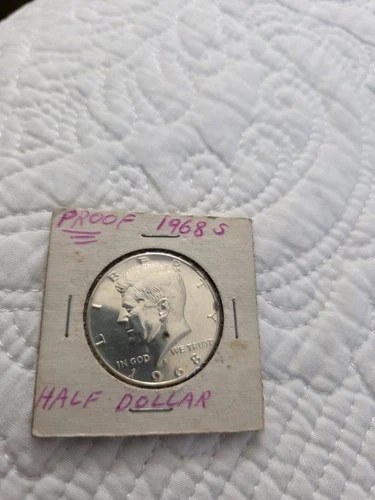 PROOF 1968 S
LIBERTY
IN GOD WE TRUST
1968
HALF DOLLAR